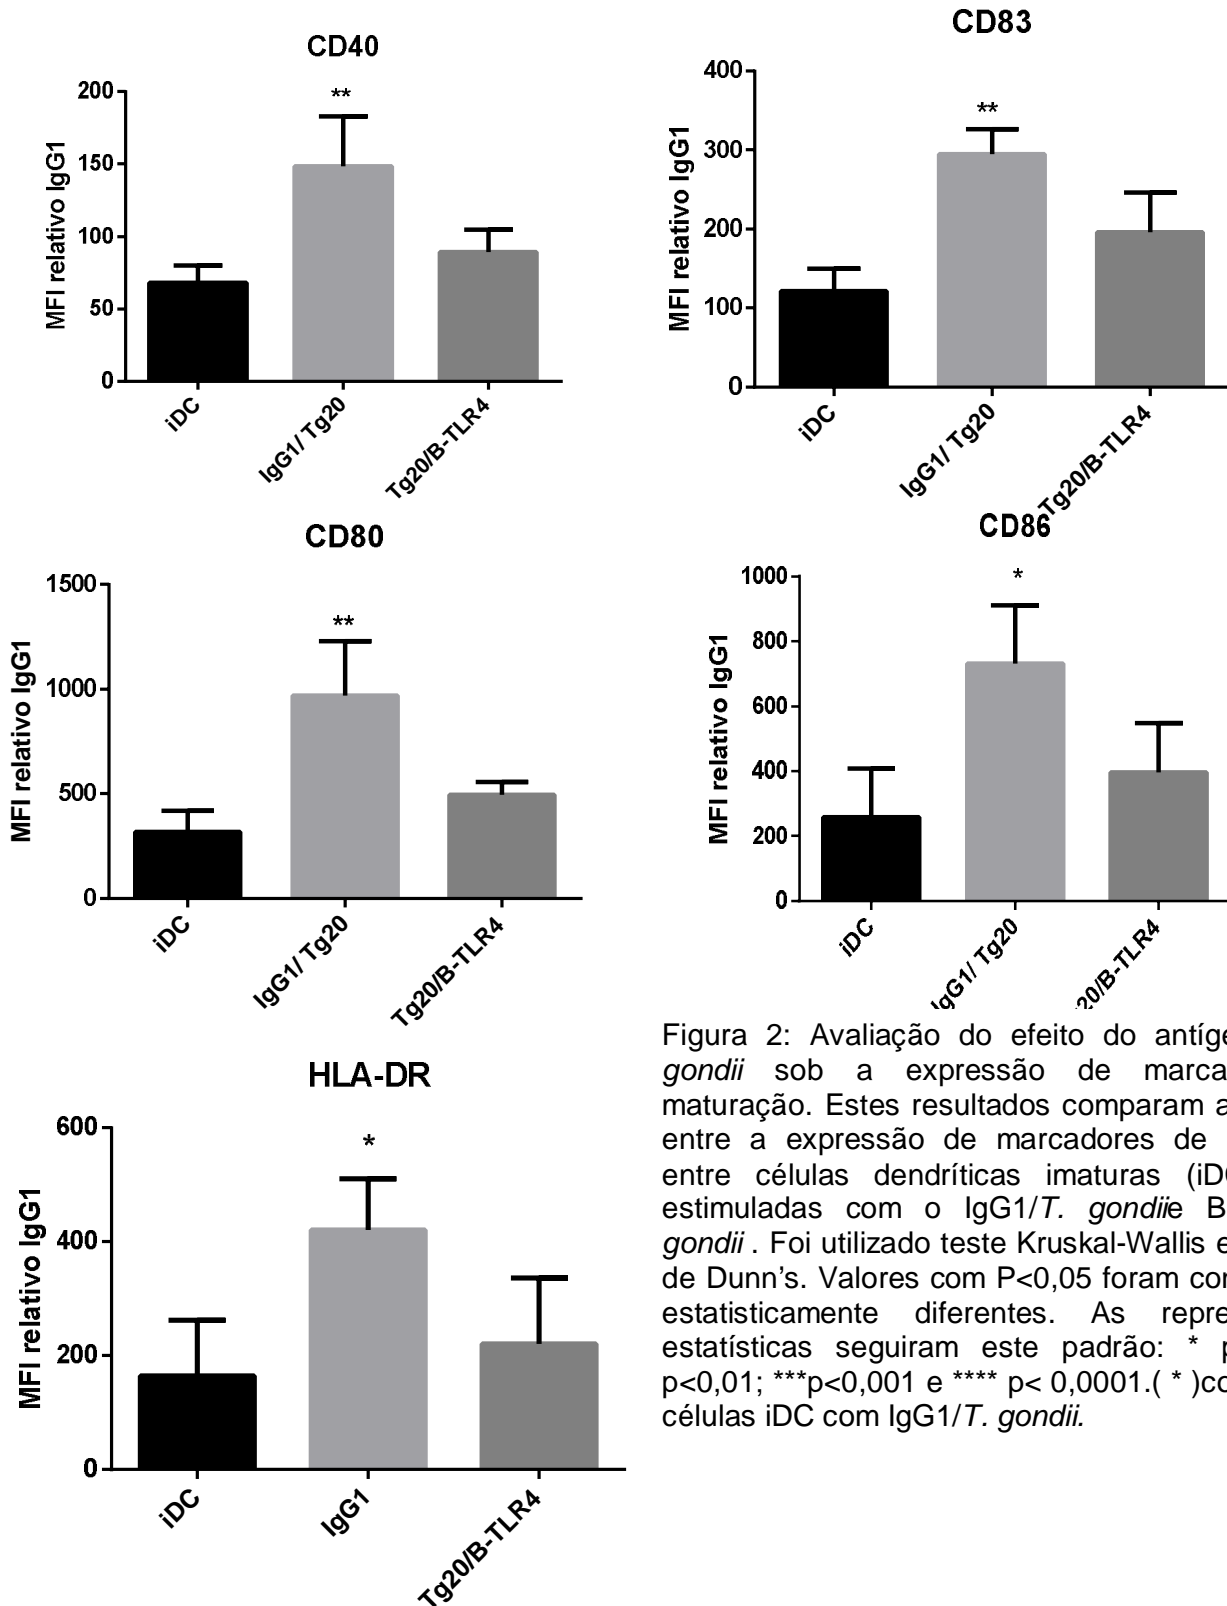 CD40
MFI relativo IgG1
200
150
100
50
0
**
iDC
IgG1/ Tg20
Tg20/B-TLR4
CD83
MFI relativo IgG1
400
300
200
100
0
**
iDC
IgG1/ Tg20
Tg20/B-TLR4
CD80
MFI relativo IgG1
1500
1000
500
0
**
iDC
IgG1/ Tg20
Tg20/B-TLR4
CD86
MFI relativo IgG1
1000
800
600
400
200
0
*
iDC
IgG1/ Tg20
20/B-TLR4
HLA-DR
MFI relativo IgG1
600
400
200
0
*
iDC
IgG1
Tg20/B-TLR4
Figura 2: Avaliação do efeito do antíge
gondii sob a expressão de marca
maturação. Estes resultados comparam a
entre a expressão de marcadores de
entre células dendríticas imaturas (iDC
estimuladas com o IgG1/T. gondiie B
gondii . Foi utilizado teste Kruskal-Wallis e
de Dunn's. Valores com P<0,05 foram con
estatisticamente diferentes. As repre
estatísticas seguiram este padrão: * p
p<0,01; ***p<0,001 e **** p< 0,0001.( * )co
células iDC com IgG1/T. gondii.